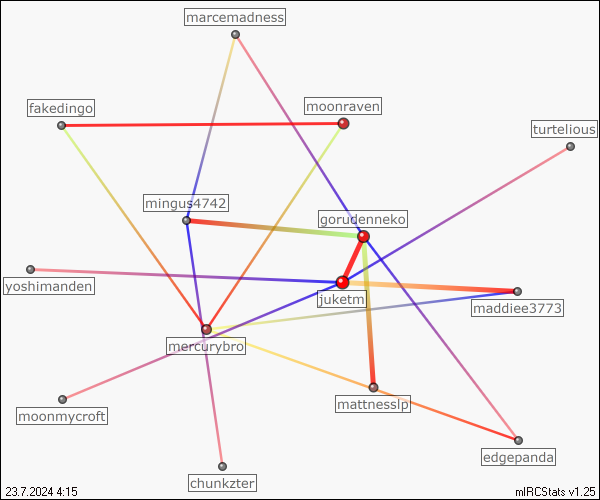 marcemadness
fakedingo
moonraven
turtelious
mingus4742
gorudenneko
yoshimanden
juketm
maddiee3773
mercurybro
moonmycroft
mattnesslp
edgepanda
chunkzter
23.7.2024 4:15
mIRCStats v1.25